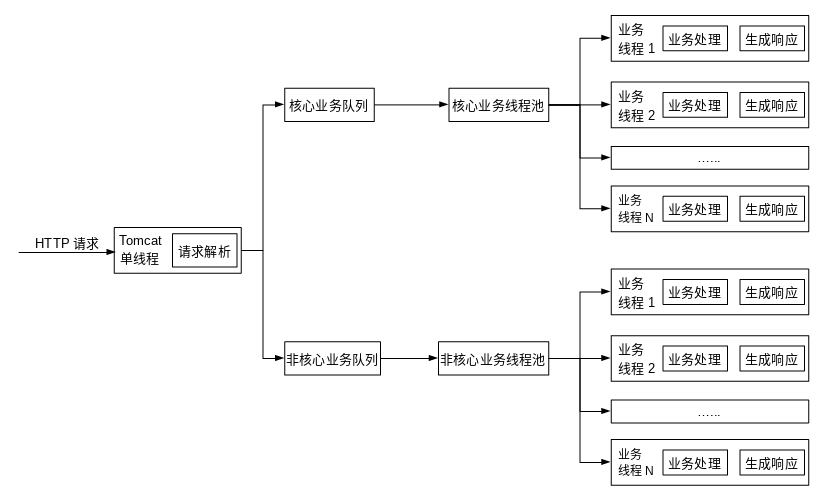 业务
线程 1
业务处理
生成响应
业务
线程 2
业务处理
生成响应
核心业务队列
核心业务线程池
......
业务
线程 N
业务处理
生成响应
HTTP 请求
Tomcat
单线程
请求解析
业务
线程 1
业务处理
生成响应
业务
线程 2
业务处理
生成响应
非核心业务队列
非核心业务线程池
......
业务
线程 N
业务处理
生成响应